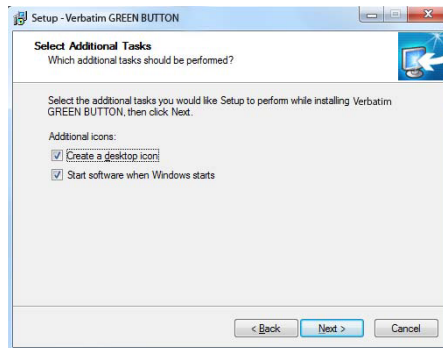 Setup - Verbatim GREEN BUTTON
Select Additional Tasks
Which additional tasks should be performed?
Select the additional tasks you would like Setup to perform while installing Verbatim
GREEN BUTTON, then click Next.
Additional icons:
Create a desktop icon
Start software when Windows starts
< Back
Next >
Cancel